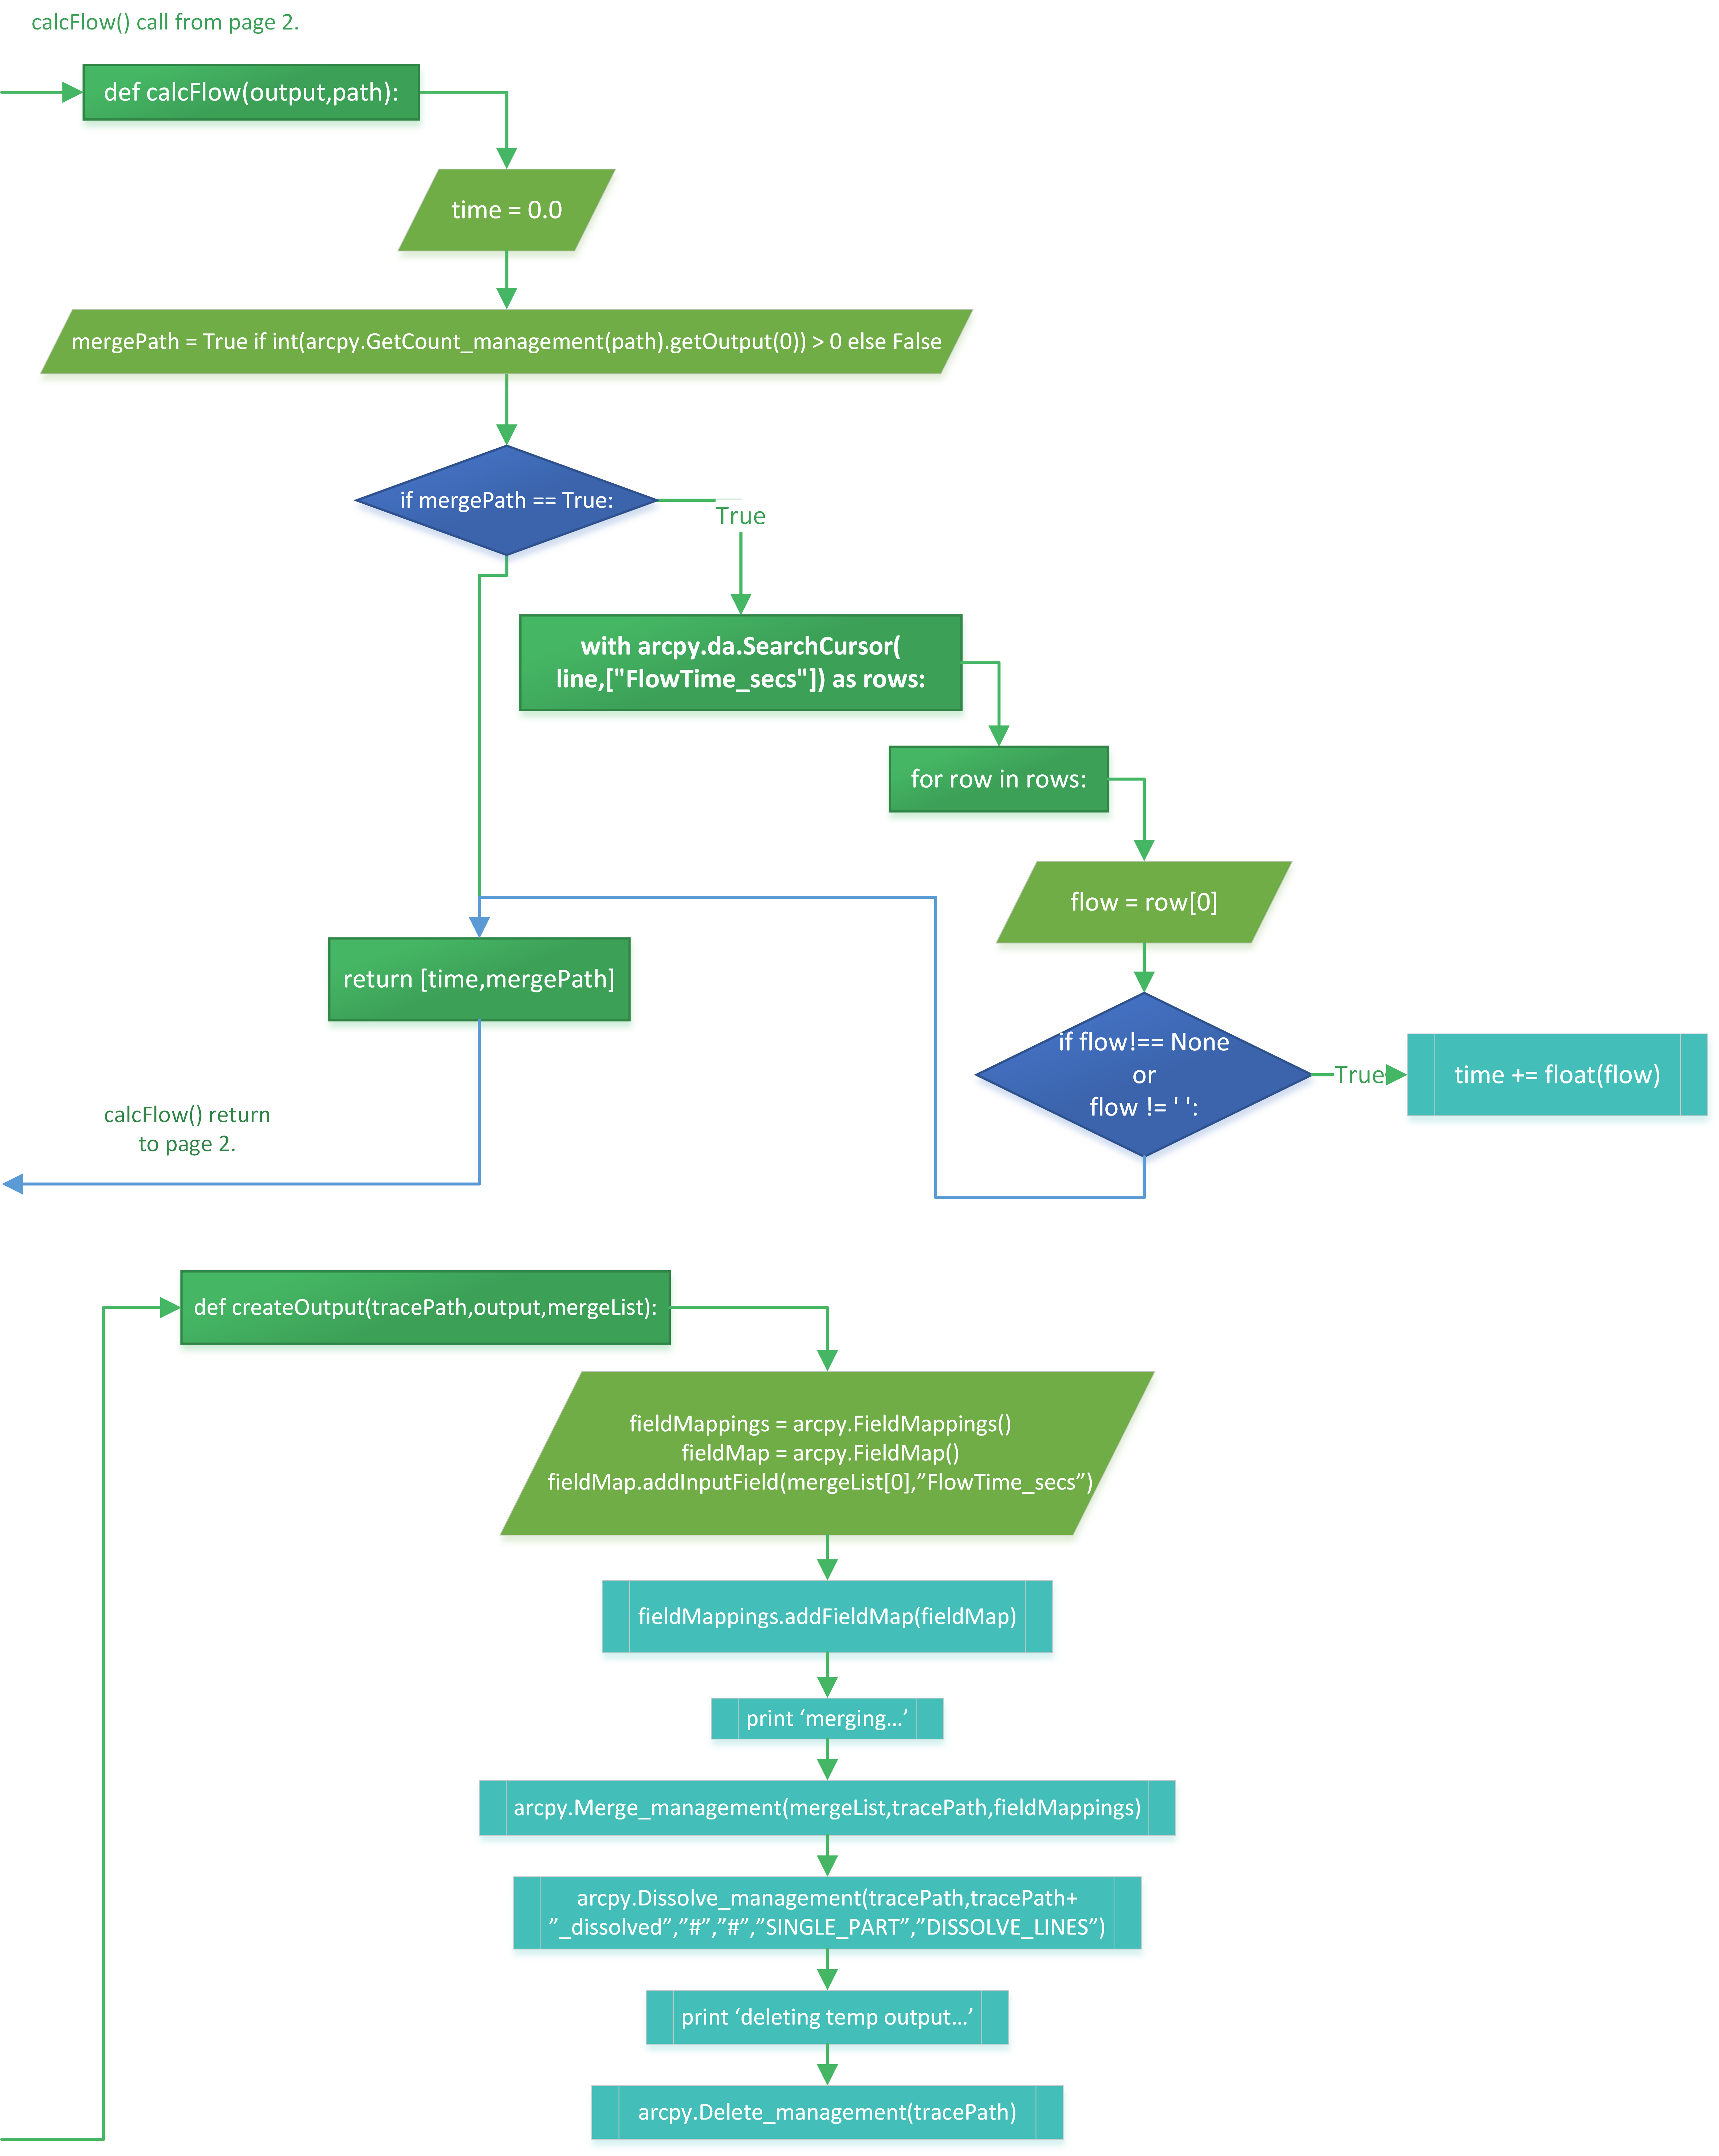 calcFlow() call from page 2.
def calcFlow(output,path):
time = 0.0
mergePath = True if int(arcpy.GetCount_management(path).getOutput(0)) > 0 else False
if mergePath == True:
True
with arcpy.da.SearchCursor(
line,["FlowTime_secs"]) as rows:
for row in rows:
flow = row[0]
return [time,mergePath]
if flow!== None
or
flow != ' ':
True
time += float(flow)
calcFlow() return
to page 2.
def createOutput(tracePath,output,mergeList):
fieldMappings = arcpy.FieldMappings()
fieldMap = arcpy.FieldMap()
fieldMap.addInputField(mergeList[0],”FlowTime_secs”)
fieldMappings.addFieldMap(fieldMap)
print ‘merging…’
arcpy.Merge_management(mergeList,tracePath,fieldMappings)
arcpy.Dissolve_management(tracePath,tracePath+
”_dissolved”,”#”,”#”,”SINGLE_PART”,”DISSOLVE_LINES”)
print ‘deleting temp output…’
arcpy.Delete_management(tracePath)